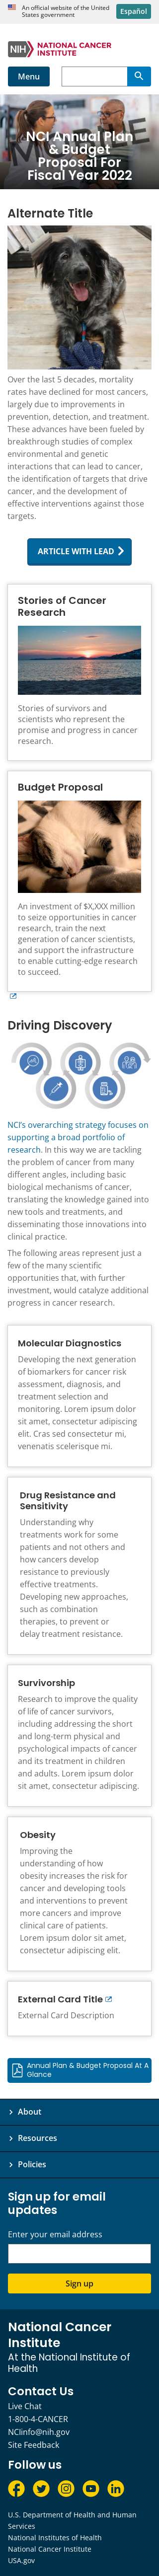 An official website of the United
States government
Español
NIH NATIONAL CANCER
INSTITUTE
Menu
NCI Annual Plan
& Budget
Proposal For
Fiscal Year 2022
Alternate Title
Over the last 5 decades, mortality
rates have declined for most cancers,
largely due to improvements in
prevention, detection, and treatment.
These advances have been fueled by
breakthrough studies of complex
environmental and genetic
interactions that can lead to cancer,
identification of targets that drive
cancer, and the development of
effective interventions against those
targets.
ARTICLE WITH LEAD
Stories of Cancer
Research
Stories of survivors and
scientists who represent the
promise and progress in cancer
research.
Budget Proposal
An investment of $X,XXX million
to seize opportunities in cancer
research, train the next
generation of cancer scientists,
and support the infrastructure
to enable cutting-edge research
to succeed.
Driving Discovery
NCI’s overarching strategy focuses on
supporting a broad portfolio of
research. In this way we are tackling
the problem of cancer from many
different angles, including basic
biological mechanisms of cancer,
translating the knowledge gained into
new tools and treatments, and
disseminating those innovations into
clinical practice.
The following areas represent just a
few of the many scientific
opportunities that, with further
investment, would catalyze additional
progress in cancer research.
Molecular Diagnostics
Developing the next generation
of biomarkers for cancer risk
assessment, diagnosis, and
treatment selection and
monitoring. Lorem ipsum dolor
sit amet, consectetur adipiscing
elit. Cras sed consectetur mi,
venenatis scelerisque mi.
Drug Resistance and
Sensitivity
Understanding why
treatments work for some
patients and not others and
how cancers develop
resistance to previously
effective treatments.
Developing new approaches,
such as combination
therapies, to prevent or
delay treatment resistance.
Survivorship
Research to improve the quality
of life of cancer survivors,
including addressing the short
and long-term physical and
psychological impacts of cancer
and its treatment in children
and adults. Lorem ipsum dolor
sit amet, consectetur adipiscing.
Obesity
Improving the
understanding of how
obesity increases the risk for
cancer and developing tools
and interventions to prevent
more cancers and improve
clinical care of patients.
Lorem ipsum dolor sit amet,
consectetur adipiscing elit.
External Card Title
External Card Description
Annual Plan & Budget Proposal At A
Glance
About
Resources
Policies
Sign up for email
updates
Enter your email address
Sign up
National Cancer
Institute
At the National Institute of
Health
Contact Us
Live Chat
1-800-4-CANCER
NCIinfo@nih.gov
Site Feedback
Follow us
U.S. Department of Health and Human
Services
National Institutes of Health
National Cancer Institute
USA.gov